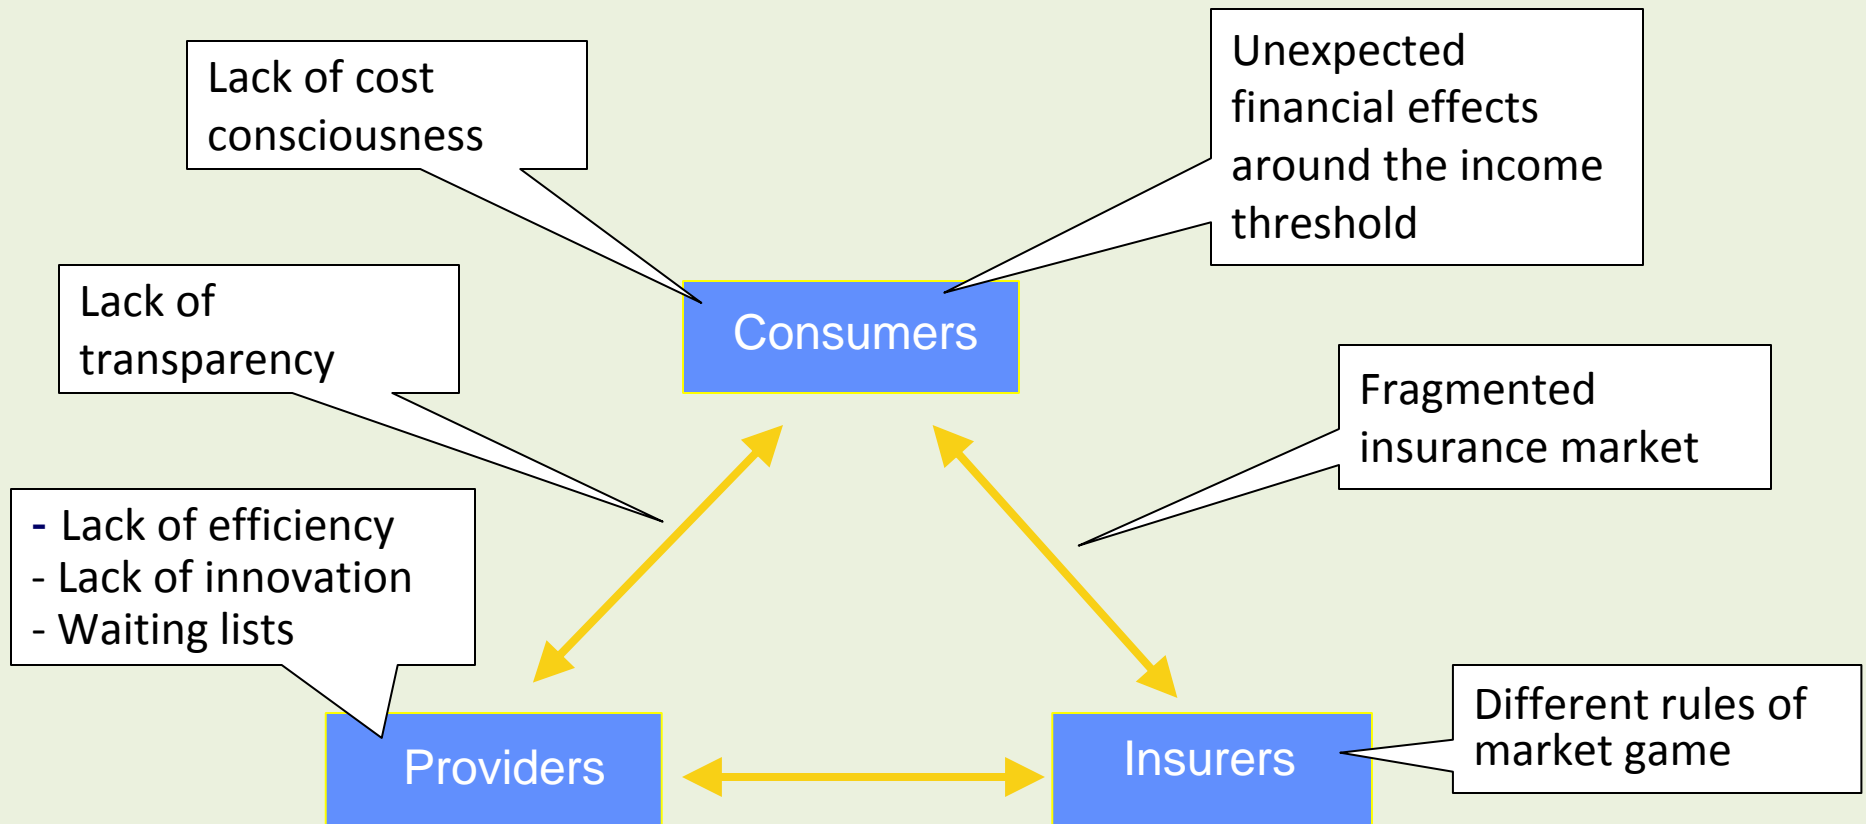 Lack of cost
consciousness
Unexpected
financial effects
around the income
threshold
Lack of
transparency
Consumers
Fragmented
insurance market
- Lack of efficiency
- Lack of innovation
- Waiting lists
Different rules of
market game
Providers
Insurers